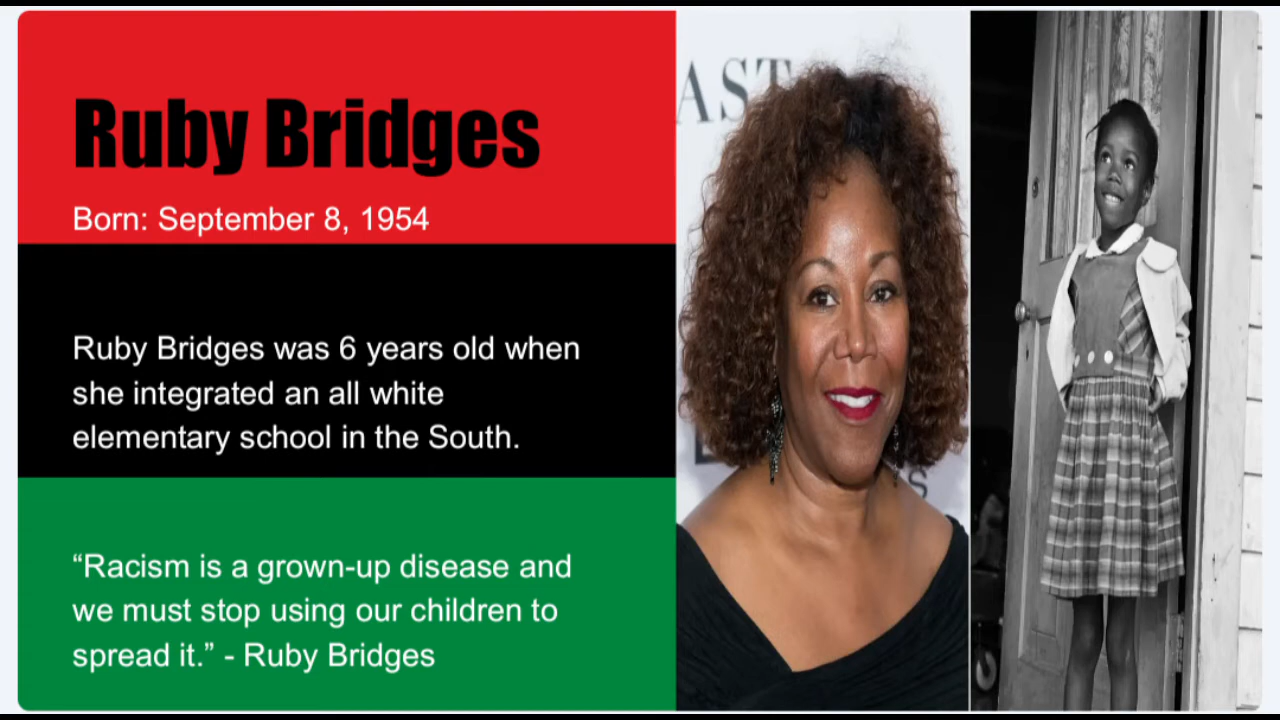 Ruby Bridges
Born: September 8, 1954
Ruby Bridges was 6 years old when
she integrated an all white
elementary school in the South.
“Racism is a grown-up disease and
we must stop using our children to
spread it.” - Ruby Bridges
AST